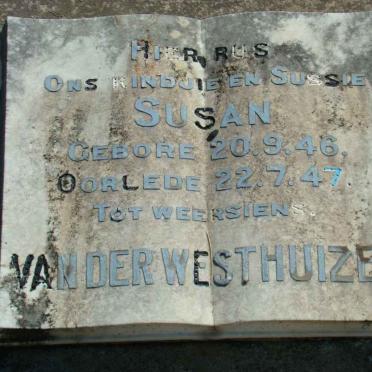 HIER RUS
ONS KINDJIE EN SUSSIE
SUSAN
GEBORE 20.9.46.
OORLEDE 22.7.47.
TOT WEERSIENS.
VAN DER WESTHUIZE